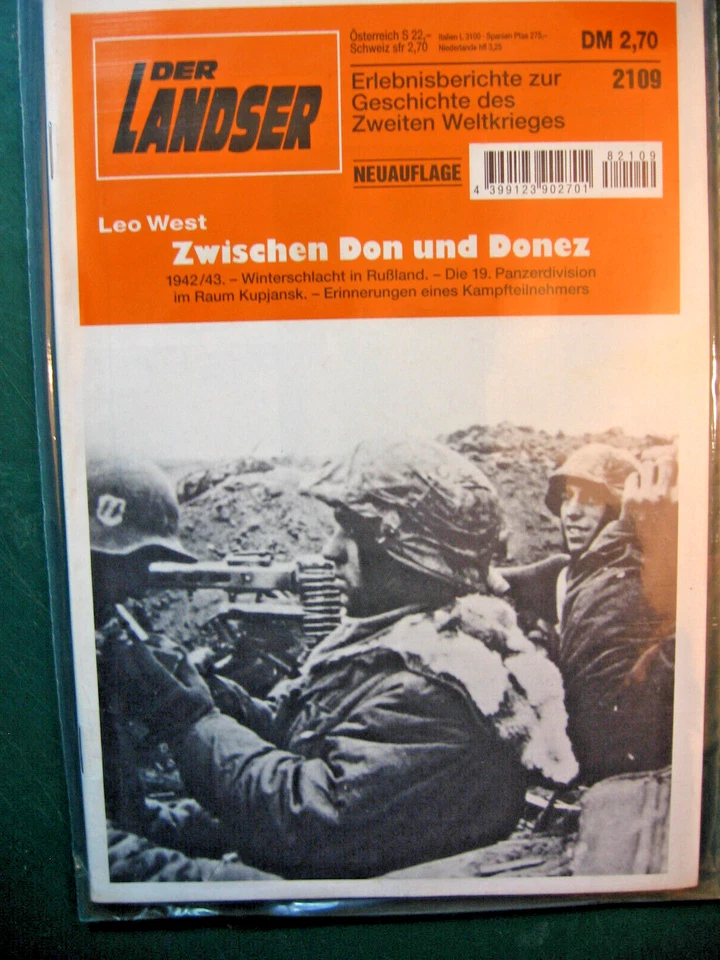 DER
LANDSER
Österreich S 22,–
Schweiz sfr 2,70
Italien L 3100 · Spanien Ptas 275,–
Niederlande hfl 3,25
DM 2,70
Erlebnisberichte zur
Geschichte des
Zweiten Weltkrieges
2109
NEUAUFLAGE
82109
4 399123 902701
Leo West
Zwischen Don und Donez
1942/43. – Winterschlacht in Rußland. – Die 19. Panzerdivision
im Raum Kupjansk. – Erinnerungen eines Kampfteilnehmers